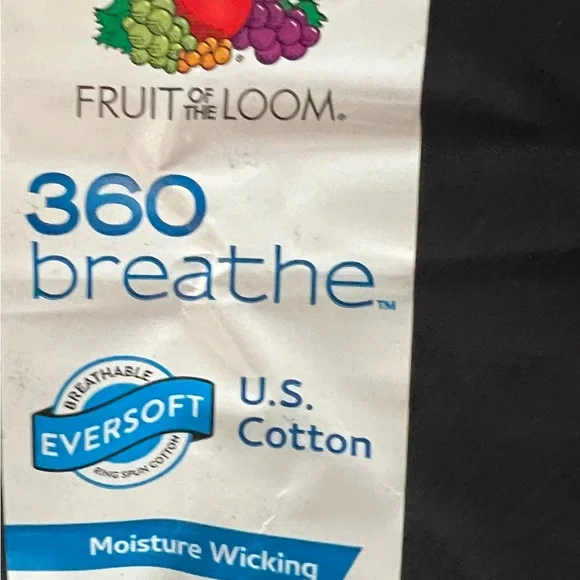 FRUIT OF THE LOOM®
360
breathe™
BREATHABLE
EVERSOFT
RING SPUN COTTON
U.S.
Cotton
Moisture Wicking